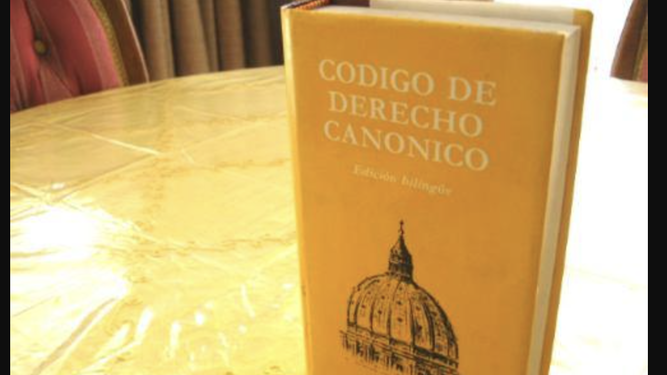 CODIGO DE
DERECHO
CANONICO
Edición bilingüe